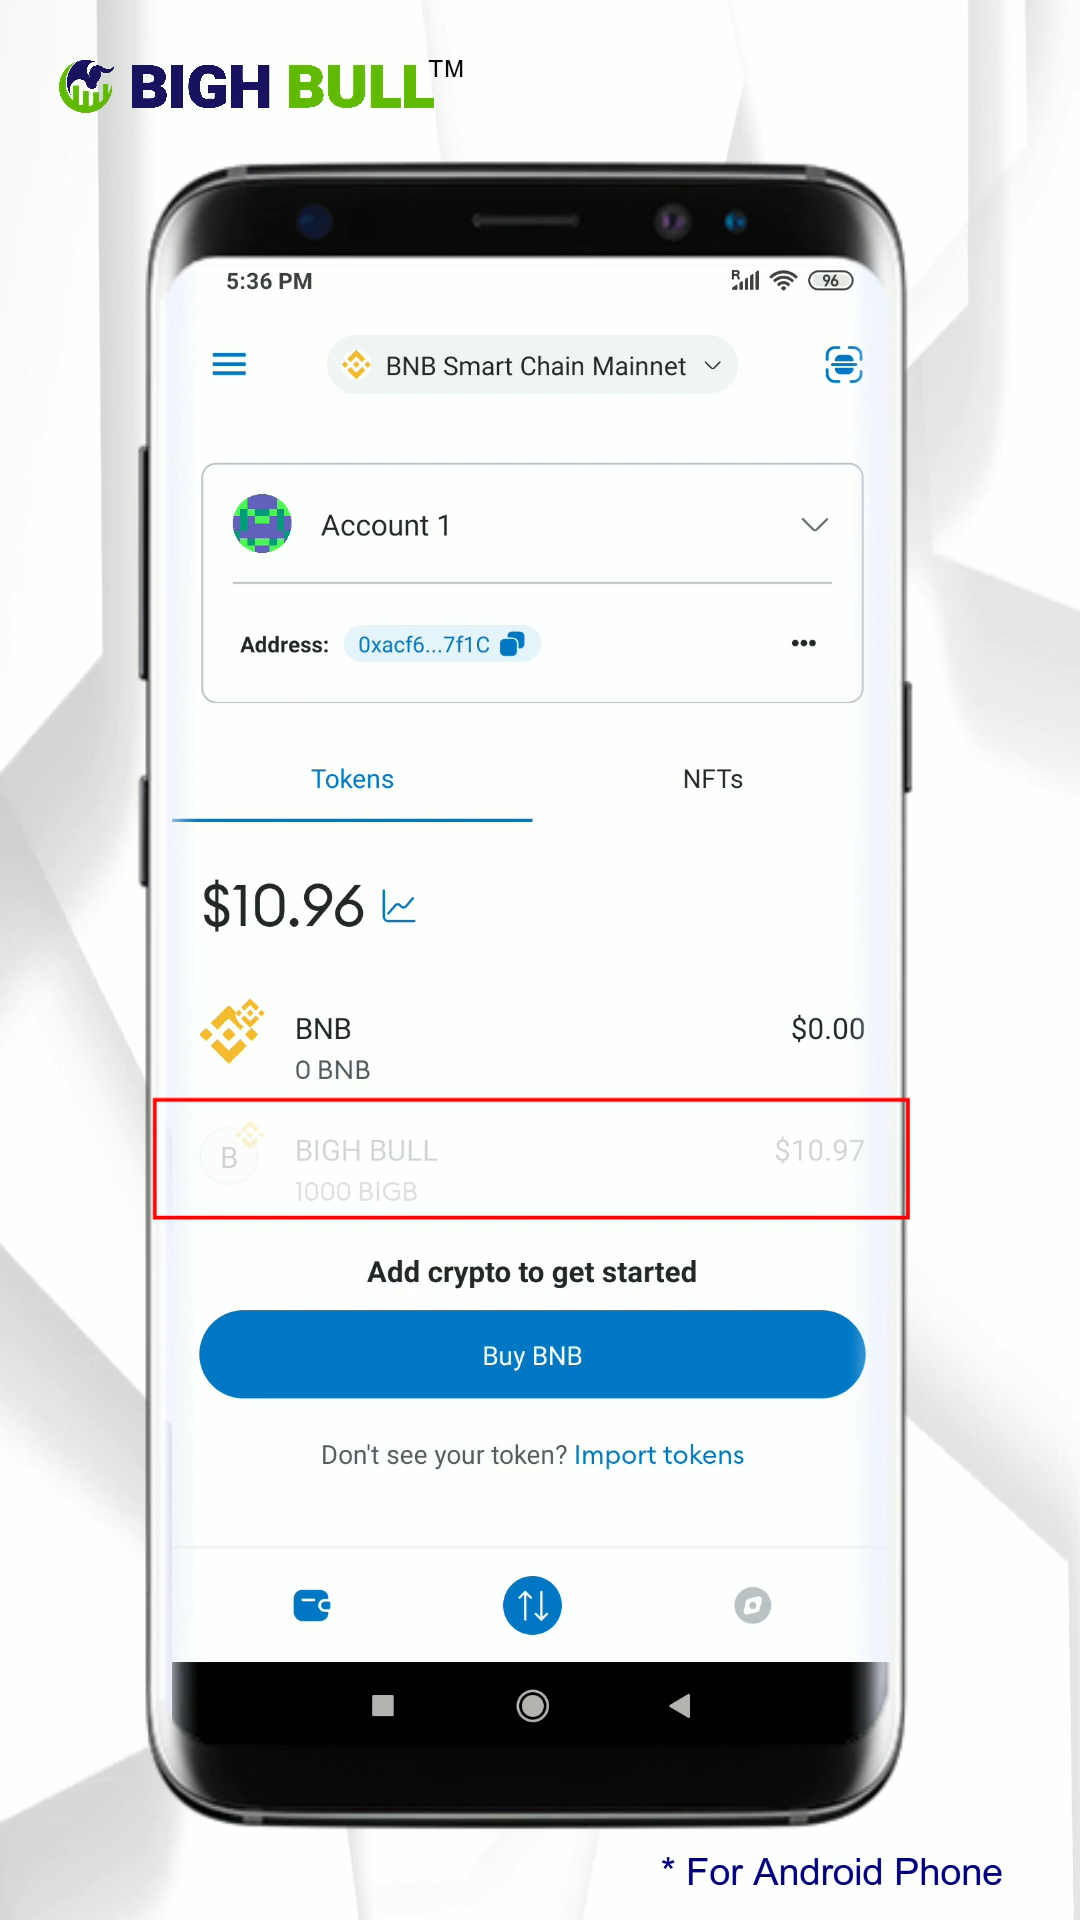 BIGH BULL™
5:36 PM
R 96
BNB Smart Chain Mainnet
Account 1
Address: 0xacf6...7f1C
Tokens NFTs
$10.96
BNB $0.00
0 BNB
B BIGH BULL $10.97
1000 BIGB
Add crypto to get started
Buy BNB
Don't see your token? Import tokens
* For Android Phone